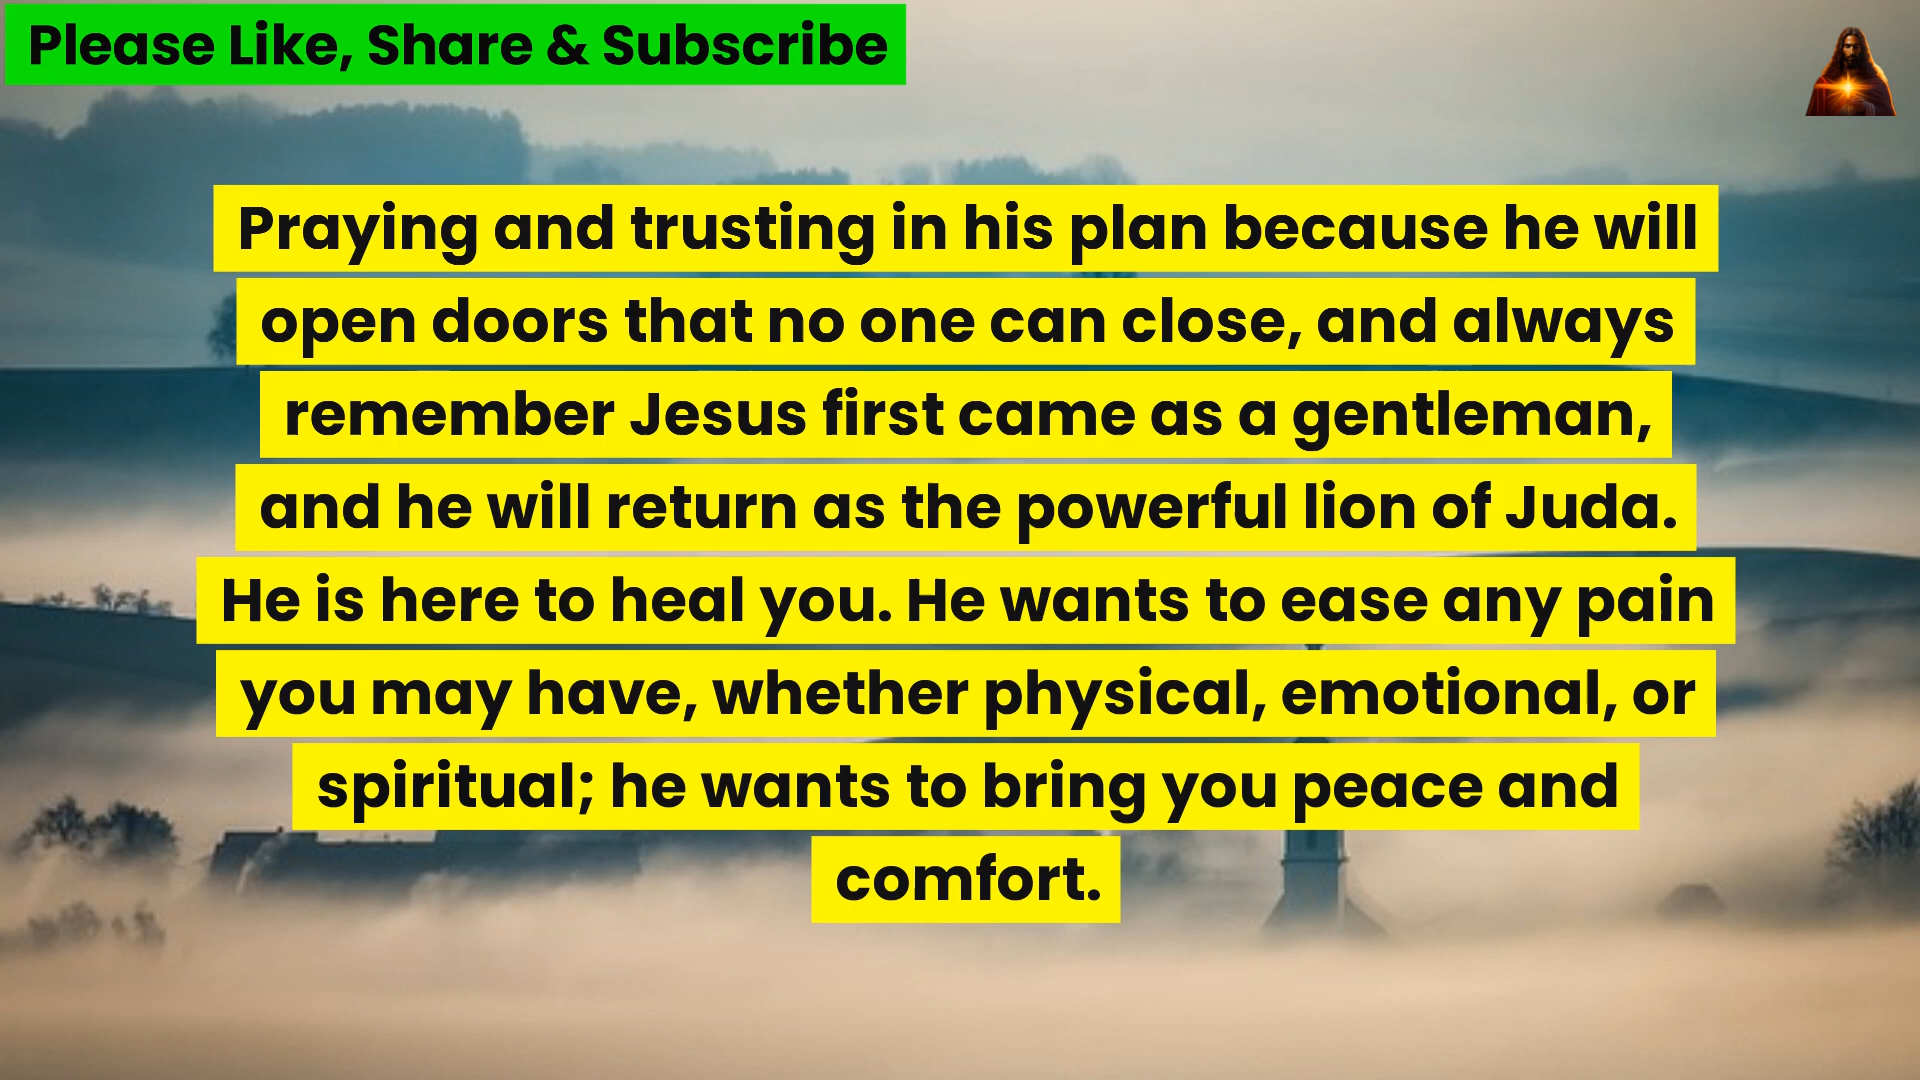 Please Like, Share & Subscribe
Praying and trusting in his plan because he will
open doors that no one can close, and always
remember Jesus first came as a gentleman,
and he will return as the powerful lion of Juda.
He is here to heal you. He wants to ease any pain
you may have, whether physical, emotional, or
spiritual; he wants to bring you peace and
comfort.